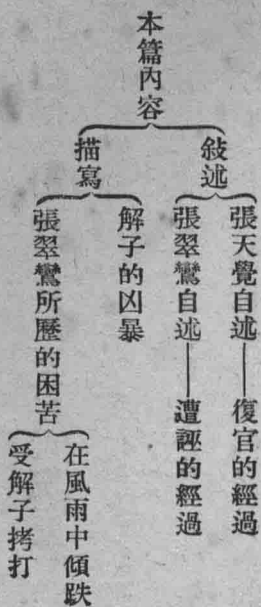 本篇內容
敍述
張天覺自述——復官的經過
張翠鸞自述——遭誣的經過
描寫
解子的凶暴
張翠鸞所歷的困苦
在風雨中傾跌
受解子拷打